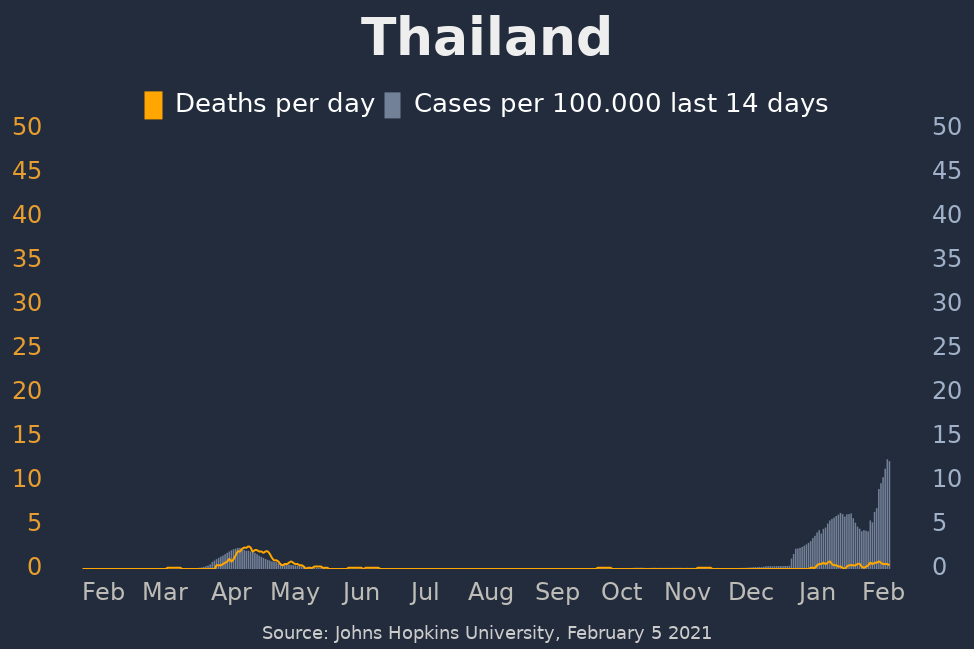 Thailand
Deaths per day Cases per 100.000 last 14 days
50 50
45 45
40 40
35 35
30 30
25 25
20 20
15 15
10 10
5 5
0 0
Feb Mar Apr May Jun Jul Aug Sep Oct Nov Dec Jan Feb
Source: Johns Hopkins University, February 5 2021